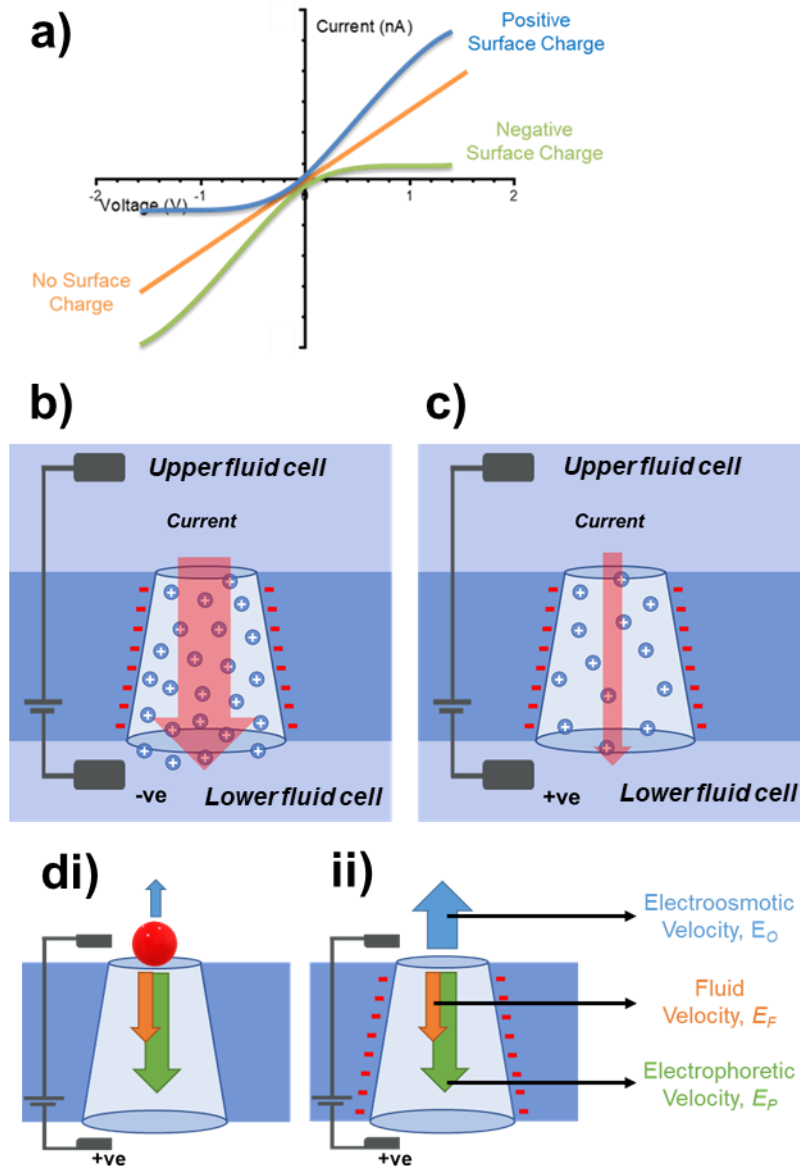 a)
Current (nA)
Positive
Surface Charge
Negative
Surface Charge
-2
-1
0
1
2
Voltage (V)
No Surface
Charge
b)
c)
Upper fluid cell
Upper fluid cell
Current
Current
-ve
Lower fluid cell
+ve
Lower fluid cell
di)
ii)
Electroosmotic
Velocity, EO
Fluid
Velocity, EF
Electrophoretic
Velocity, EP
+ve
+ve